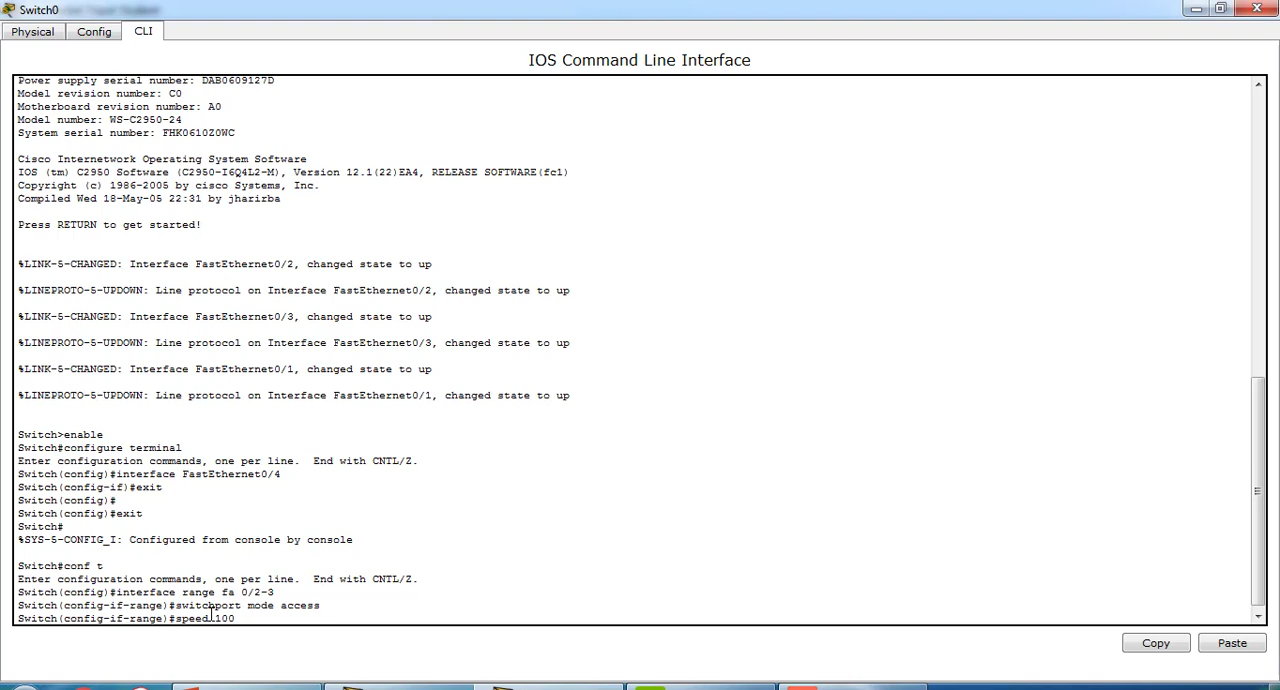 Switch0
Physical
Config
CLI
IOS Command Line Interface
Power supply serial number: DAB0609127D
Model revision number: C0
Motherboard revision number: A0
Model number: WS-C2950-24
System serial number: FHK0610Z0WC
Cisco Internetwork Operating System Software
IOS (tm) C2950 Software (C2950-I6Q4L2-M), Version 12.1(22)EA4, RELEASE SOFTWARE(fc1)
Copyright (c) 1986-2005 by cisco Systems, Inc.
Compiled Wed 18-May-05 22:31 by jharirba
Press RETURN to get started!
%LINK-5-CHANGED: Interface FastEthernet0/2, changed state to up
%LINEPROTO-5-UPDOWN: Line protocol on Interface FastEthernet0/2, changed state to up
%LINK-5-CHANGED: Interface FastEthernet0/3, changed state to up
%LINEPROTO-5-UPDOWN: Line protocol on Interface FastEthernet0/3, changed state to up
%LINK-5-CHANGED: Interface FastEthernet0/1, changed state to up
%LINEPROTO-5-UPDOWN: Line protocol on Interface FastEthernet0/1, changed state to up
Switch>enable
Switch#configure terminal
Enter configuration commands, one per line.  End with CNTL/Z.
Switch(config)#interface FastEthernet0/4
Switch(config-if)#exit
Switch(config)#
Switch(config)#exit
Switch#
%SYS-5-CONFIG_I: Configured from console by console
Switch#conf t
Enter configuration commands, one per line.  End with CNTL/Z.
Switch(config)#interface range fa 0/2-3
Switch(config-if-range)#switchport mode access
Switch(config-if-range)#speed 100
Copy
Paste